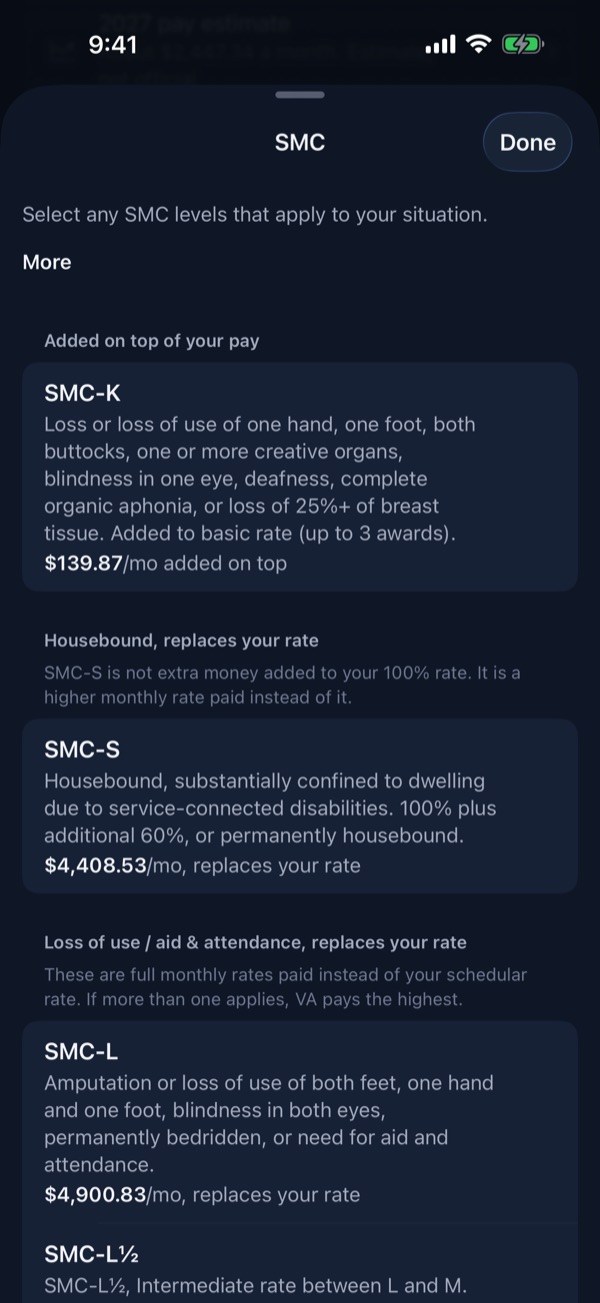 2027 pay estimate
9:41
SMC
Done
Select any SMC levels that apply to your situation.
More
Added on top of your pay
SMC-K
Loss or loss of use of one hand, one foot, both
buttocks, one or more creative organs,
blindness in one eye, deafness, complete
organic aphonia, or loss of 25%+ of breast
tissue. Added to basic rate (up to 3 awards).
$139.87/mo added on top
Housebound, replaces your rate
SMC-S is not extra money added to your 100% rate. It is a
higher monthly rate paid instead of it.
SMC-S
Housebound, substantially confined to dwelling
due to service-connected disabilities. 100% plus
additional 60%, or permanently housebound.
$4,408.53/mo, replaces your rate
Loss of use / aid & attendance, replaces your rate
These are full monthly rates paid instead of your schedular
rate. If more than one applies, VA pays the highest.
SMC-L
Amputation or loss of use of both feet, one hand
and one foot, blindness in both eyes,
permanently bedridden, or need for aid and
attendance.
$4,900.83/mo, replaces your rate
SMC-L½
SMC-L½, Intermediate rate between L and M.